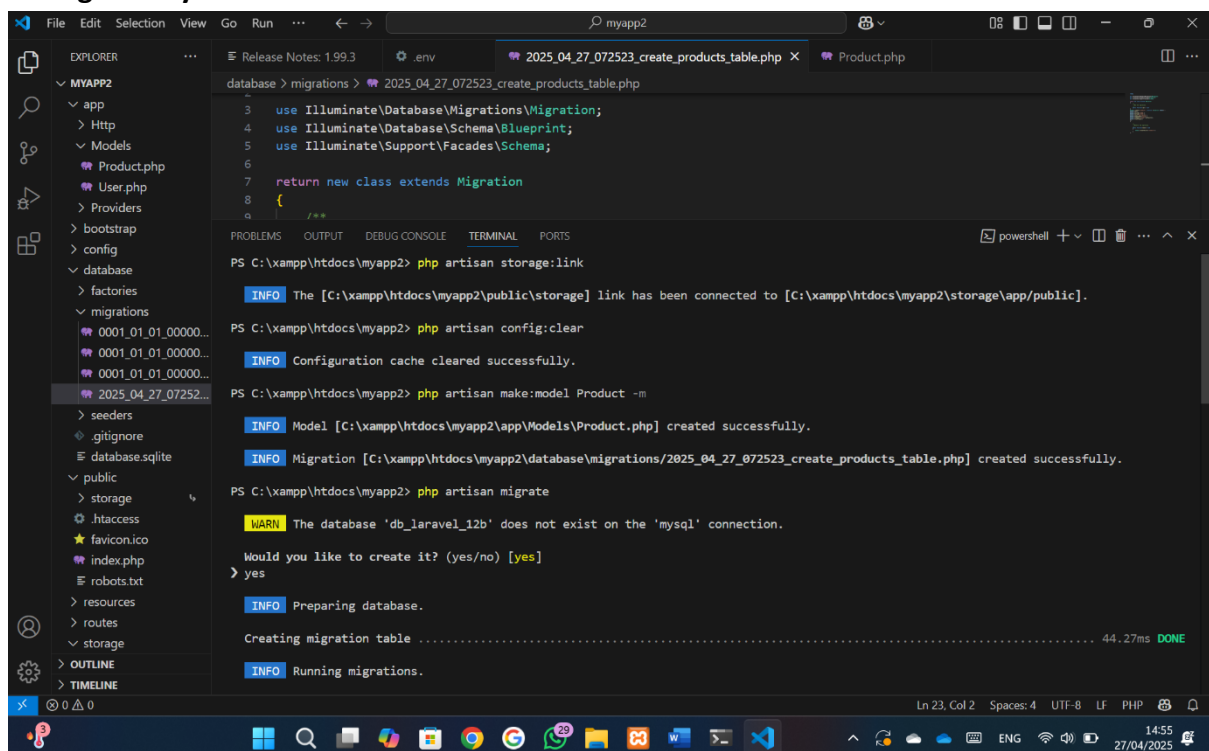 File Edit Selection View Go Run ... myapp2
EXPLORER ...
Release Notes: 1.99.3 .env 2025_04_27_072523_create_products_table.php Product.php
MYAPP2
database > migrations > 2025_04_27_072523_create_products_table.php
app
Http
Models
Product.php
User.php
Providers
bootstrap
config
database
factories
migrations
0001_01_01_00000...
0001_01_01_00000...
0001_01_01_00000...
2025_04_27_07252...
seeders
.gitignore
database.sqlite
public
storage
.htaccess
favicon.ico
index.php
robots.txt
resources
routes
storage
OUTLINE
TIMELINE
3 use Illuminate\Database\Migrations\Migration;
4 use Illuminate\Database\Schema\Blueprint;
5 use Illuminate\Support\Facades\Schema;
6
7 return new class extends Migration
8 {
9 /**
PROBLEMS OUTPUT DEBUG CONSOLE TERMINAL PORTS powershell
PS C:\xampp\htdocs\myapp2> php artisan storage:link
INFO The [C:\xampp\htdocs\myapp2\public\storage] link has been connected to [C:\xampp\htdocs\myapp2\storage\app/public].
PS C:\xampp\htdocs\myapp2> php artisan config:clear
INFO Configuration cache cleared successfully.
PS C:\xampp\htdocs\myapp2> php artisan make:model Product -m
INFO Model [C:\xampp\htdocs\myapp2\app\Models\Product.php] created successfully.
INFO Migration [C:\xampp\htdocs\myapp2\database\migrations/2025_04_27_072523_create_products_table.php] created successfully.
PS C:\xampp\htdocs\myapp2> php artisan migrate
WARN The database 'db_laravel_12b' does not exist on the 'mysql' connection.
Would you like to create it? (yes/no) [yes]
❯ yes
INFO Preparing database.
Creating migration table ........................................ 44.27ms DONE
INFO Running migrations.
0 0 Ln 23, Col 2 Spaces: 4 UTF-8 LF PHP
3 29 ENG 14:55
27/04/2025